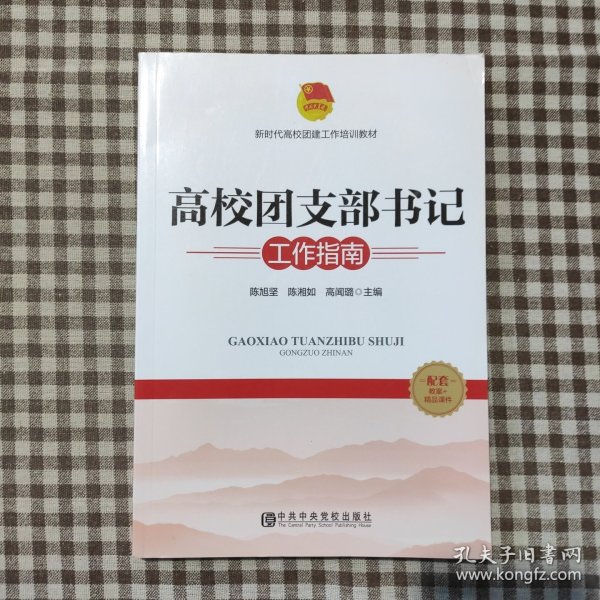 新时代高校团建工作培训教材
高校团支部书记
工作指南
陈旭坚 陈湘如 高闻璐◎主编
GAOXIAO TUANZHIBU SHUJI
GONGZUO ZHINAN
配套
教案+
精品课件
中共中央党校出版社
The Central Party School Publishing House
孔夫子旧书网
www.kongfz.com